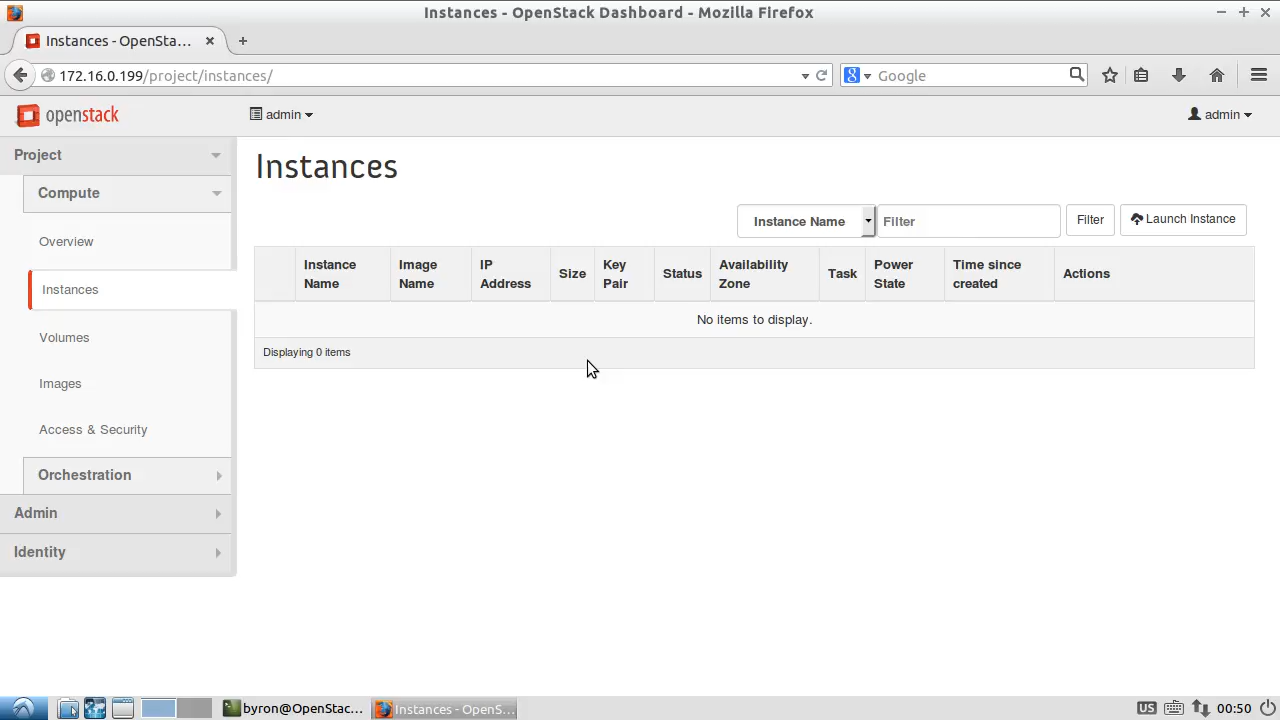 Instances - OpenStack Dashboard - Mozilla Firefox
Instances - OpenSta...
172.16.0.199/project/instances/
Google
openstack
admin
admin
Project
Compute
Overview
Instances
Volumes
Images
Access & Security
Orchestration
Admin
Identity
Instances
Instance Name
Filter
Filter
Launch Instance
Instance Name
Image Name
IP Address
Size
Key Pair
Status
Availability Zone
Task
Power State
Time since created
Actions
No items to display.
Displaying 0 items
byron@OpenStac...
Instances - OpenS...
US
00:50